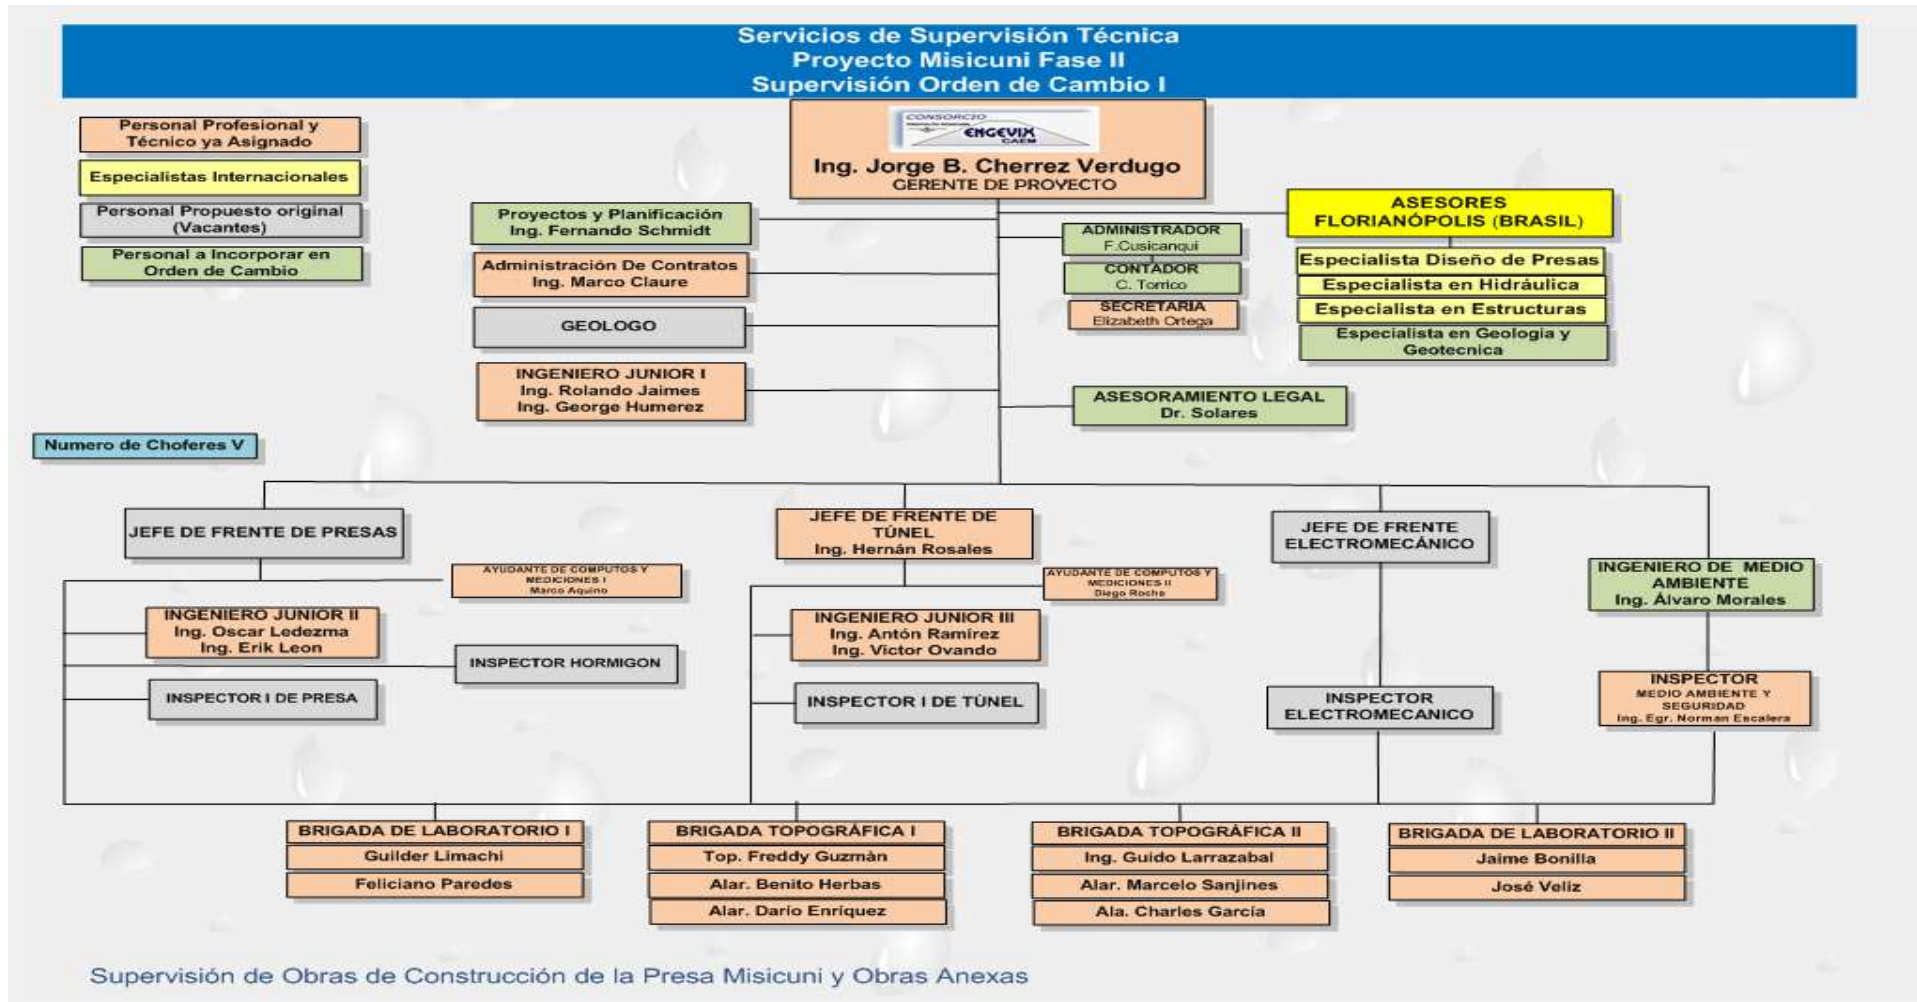 Servicios de Supervisión Técnica
Proyecto Misicuni Fase II
Supervisión Orden de Cambio I
Personal Profesional y
Técnico ya Asignado
Especialistas Internacionales
Personal Propuesto original
(Vacantes)
Personal a Incorporar en
Orden de Cambio
CONSORCIO
ENGEVIX
CAEM
Ing. Jorge B. Cherrez Verdugo
GERENTE DE PROYECTO
Proyectos y Planificación
Ing. Fernando Schmidt
Administración De Contratos
Ing. Marco Claure
GEOLOGO
INGENIERO JUNIOR I
Ing. Rolando Jaimes
Ing. George Humerez
ADMINISTRADOR
F.Cusicanqui
CONTADOR
C. Torrico
SECRETARIA
Elizabeth Ortega
ASESORES
FLORIANÓPOLIS (BRASIL)
Especialista Diseño de Presas
Especialista en Hidráulica
Especialista en Estructuras
Especialista en Geologia y
Geotecnica
ASESORAMIENTO LEGAL
Dr. Solares
Numero de Choferes V
JEFE DE FRENTE DE PRESAS
JEFE DE FRENTE DE
TÚNEL
Ing. Hernán Rosales
JEFE DE FRENTE
ELECTROMECÁNICO
INGENIERO DE MEDIO
AMBIENTE
Ing. Álvaro Morales
AYUDANTE DE COMPUTOS Y
MEDICIONES I
Marco Aquino
AYUDANTE DE COMPUTOS Y
MEDICIONES II
Diego Rocha
INGENIERO JUNIOR II
Ing. Oscar Ledezma
Ing. Erik Leon
INGENIERO JUNIOR III
Ing. Antón Ramírez
Ing. Victor Ovando
INSPECTOR HORMIGON
INSPECTOR I DE PRESA
INSPECTOR I DE TÚNEL
INSPECTOR
ELECTROMECANICO
INSPECTOR
MEDIO AMBIENTE Y
SEGURIDAD
Ing. Egr. Norman Escalera
BRIGADA DE LABORATORIO I
Guilder Limachi
Feliciano Paredes
BRIGADA TOPOGRÁFICA I
Top. Freddy Guzmàn
Alar. Benito Herbas
Alar. Darío Enríquez
BRIGADA TOPOGRÁFICA II
Ing. Guido Larrazabal
Alar. Marcelo Sanjines
Ala. Charles García
BRIGADA DE LABORATORIO II
Jaime Bonilla
José Veliz
Supervisión de Obras de Construcción de la Presa Misicuni y Obras Anexas